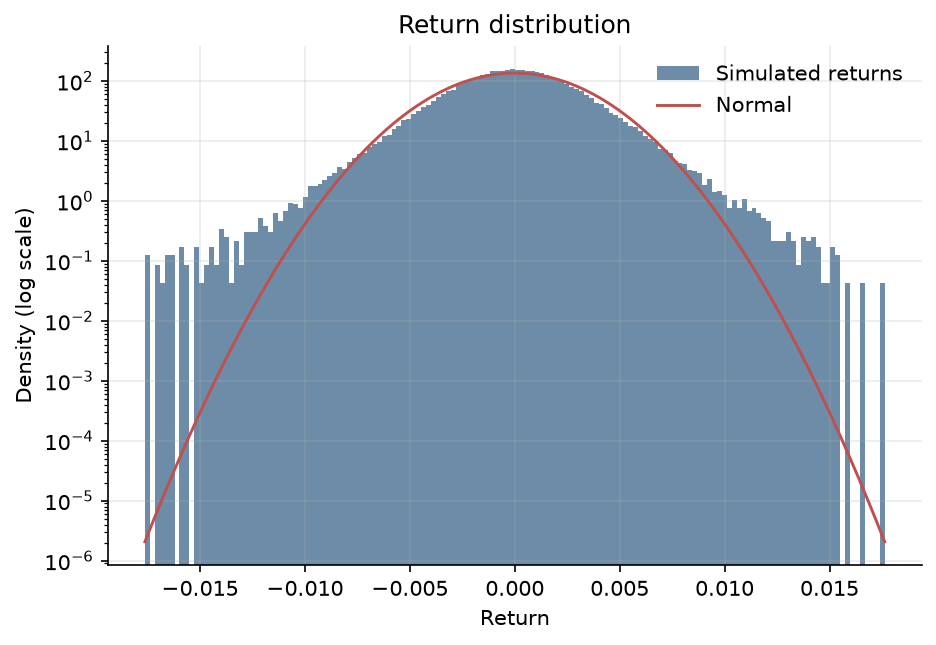 Return distribution
Simulated returns
Normal
Density (log scale)
10²
10¹
10⁰
10⁻¹
10⁻²
10⁻³
10⁻⁴
10⁻⁵
10⁻⁶
−0.015 −0.010 −0.005 0.000 0.005 0.010 0.015
Return